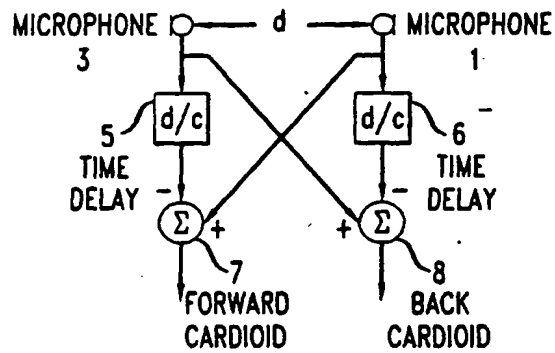 MICROPHONE 3
d
MICROPHONE 1
5
d/c
TIME DELAY
d/c
6
TIME DELAY
−
Σ
+
7
+
−
Σ
8
FORWARD CARDIOID
BACK CARDIOID